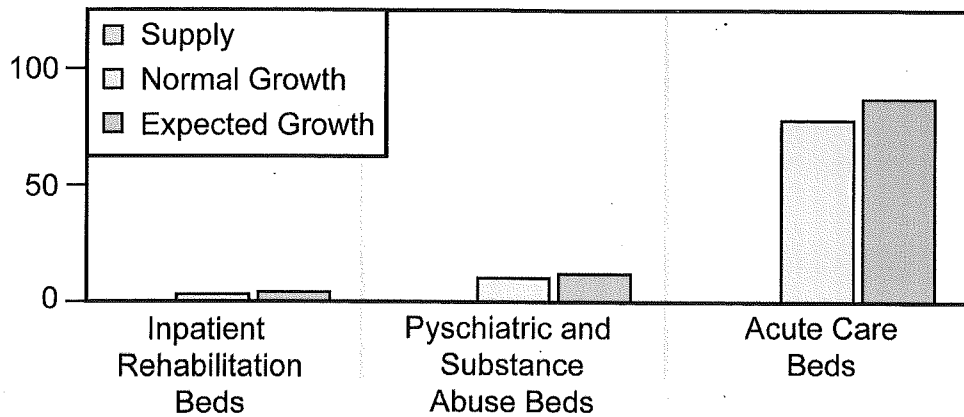 Supply
Normal Growth
Expected Growth
100
50
0
Inpatient
Rehabilitation
Beds
Pyschiatric and
Substance
Abuse Beds
Acute Care
Beds